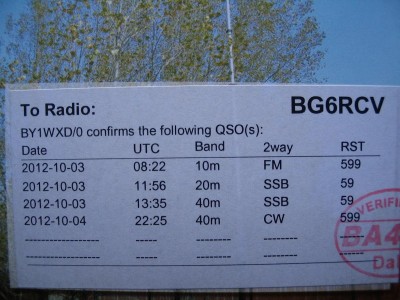 To Radio: BG6RCV
BY1WXD/0 confirms the following QSO(s):
Date UTC Band 2way RST
2012-10-03 08:22 10m FM 599
2012-10-03 11:56 20m SSB 59
2012-10-03 13:35 40m SSB 59
2012-10-04 22:25 40m CW 599
------------------ ----- ------- -------- -----
------------------ ----- ------- -------- -----
VERIFI
BA4
Da